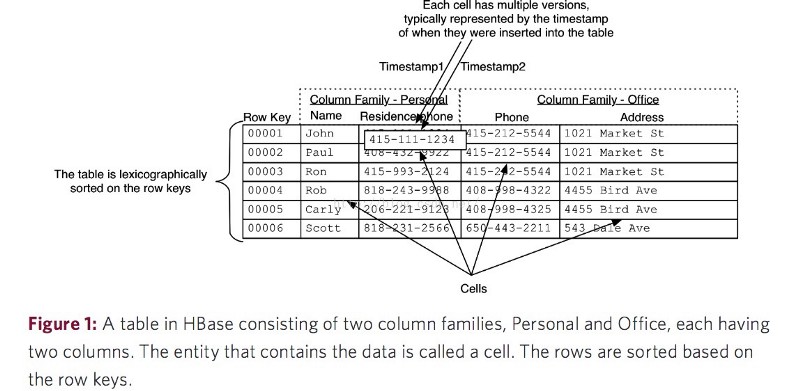 Each cell has multiple versions,
typically represented by the timestamp
of when they were inserted into the table
Timestamp1 Timestamp2
Column Family - Personal Column Family - Office
Row Key Name Residencephone Phone Address
00001 John 415-111-1234 415-212-5544 1021 Market St
00002 Paul 408-432-9922 415-212-5544 1021 Market St
00003 Ron 415-993-2124 415-212-5544 1021 Market St
00004 Rob 818-243-9988 408-998-4322 4455 Bird Ave
00005 Carly 206-221-9123 408-998-4325 4455 Bird Ave
00006 Scott 818-231-2566 650-443-2211 543 Dale Ave
The table is lexicographically
sorted on the row keys
Cells
Figure 1: A table in HBase consisting of two column families, Personal and Office, each having
two columns. The entity that contains the data is called a cell. The rows are sorted based on
the row keys.